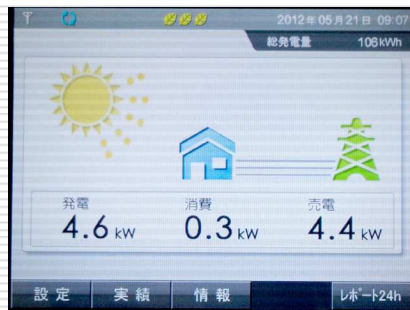 2012年05月21日 09:07
総発電量 106kWh
発電 消費 売電
4.6 kW 0.3 kW 4.4 kW
設定 実績 情報 レポート24h